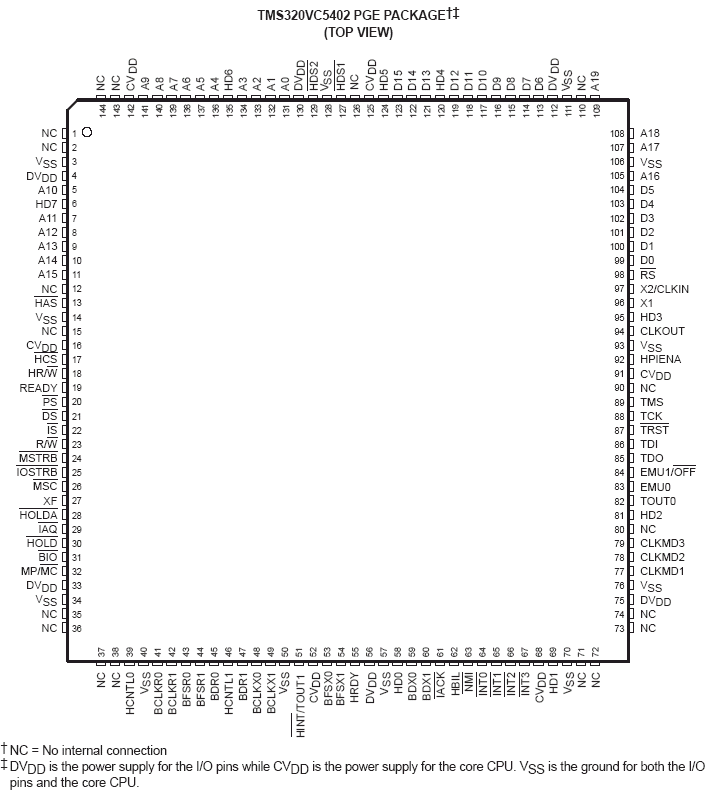 TMS320VC5402 PGE PACKAGE†‡
(TOP VIEW)
NC NC CVDD A9 A8 A7 A6 A5 A4 HD6 A3 A2 A1 A0 DVDD HDS2 VSS HDS1 NC CVDD HD5 D15 D14 D13 HD4 D12 D11 D10 D9 D8 D7 D6 DVDD VSS NC A19
144 143 142 141 140 139 138 137 136 135 134 133 132 131 130 129 128 127 126 125 124 123 122 121 120 119 118 117 116 115 114 113 112 111 110 109
NC 1 108 A18
NC 2 107 A17
VSS 3 106 VSS
DVDD 4 105 A16
A10 5 104 D5
HD7 6 103 D4
A11 7 102 D3
A12 8 101 D2
A13 9 100 D1
A14 10 99 D0
A15 11 98 RS
NC 12 97 X2/CLKIN
HAS 13 96 X1
VSS 14 95 HD3
NC 15 94 CLKOUT
CVDD 16 93 VSS
HCS 17 92 HPIENA
HR/W 18 91 CVDD
READY 19 90 NC
PS 20 89 TMS
DS 21 88 TCK
IS 22 87 TRST
R/W 23 86 TDI
MSTRB 24 85 TDO
IOSTRB 25 84 EMU1/OFF
MSC 26 83 EMU0
XF 27 82 TOUT0
HOLDA 28 81 HD2
IAQ 29 80 NC
HOLD 30 79 CLKMD3
BIO 31 78 CLKMD2
MP/MC 32 77 CLKMD1
DVDD 33 76 VSS
VSS 34 75 DVDD
NC 35 74 NC
NC 36 73 NC
37 38 39 40 41 42 43 44 45 46 47 48 49 50 51 52 53 54 55 56 57 58 59 60 61 62 63 64 65 66 67 68 69 70 71 72
NC NC HCNTL0 VSS BCLKR0 BCLKR1 BFSR0 BFSR1 BDR0 HCNTL1 BDR1 BCLKX0 BCLKX1 VSS HINT/TOUT1 CVDD BFSX0 BFSX1 HRDY DVDD VSS HD0 BDX0 BDX1 IACK HBIL NMI INT0 INT1 INT2 INT3 CVDD HD1 VSS NC NC
† NC = No internal connection
‡ DVDD is the power supply for the I/O pins while CVDD is the power supply for the core CPU. VSS is the ground for both the I/O
pins and the core CPU.